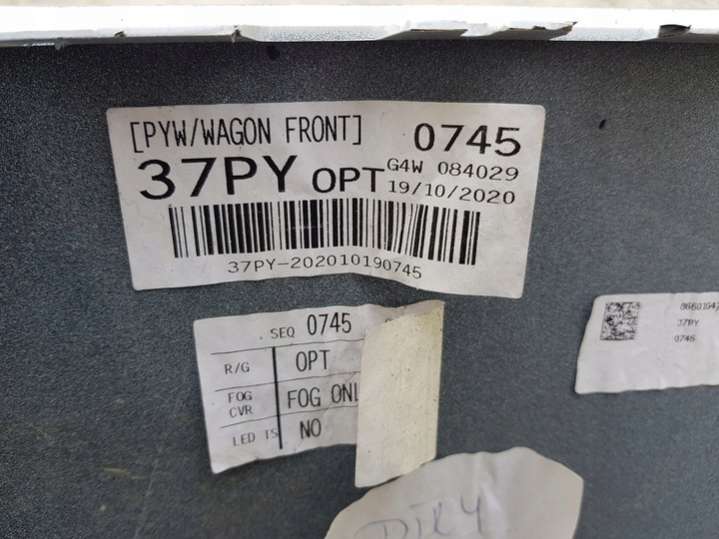 [PYW/WAGON FRONT] 0745
37PY OPT G4W 084029
19/10/2020
37PY-202010190745
SEQ 0745
R/G OPT
FOG CVR FOG ONL
LED TS NO
37PY
0745